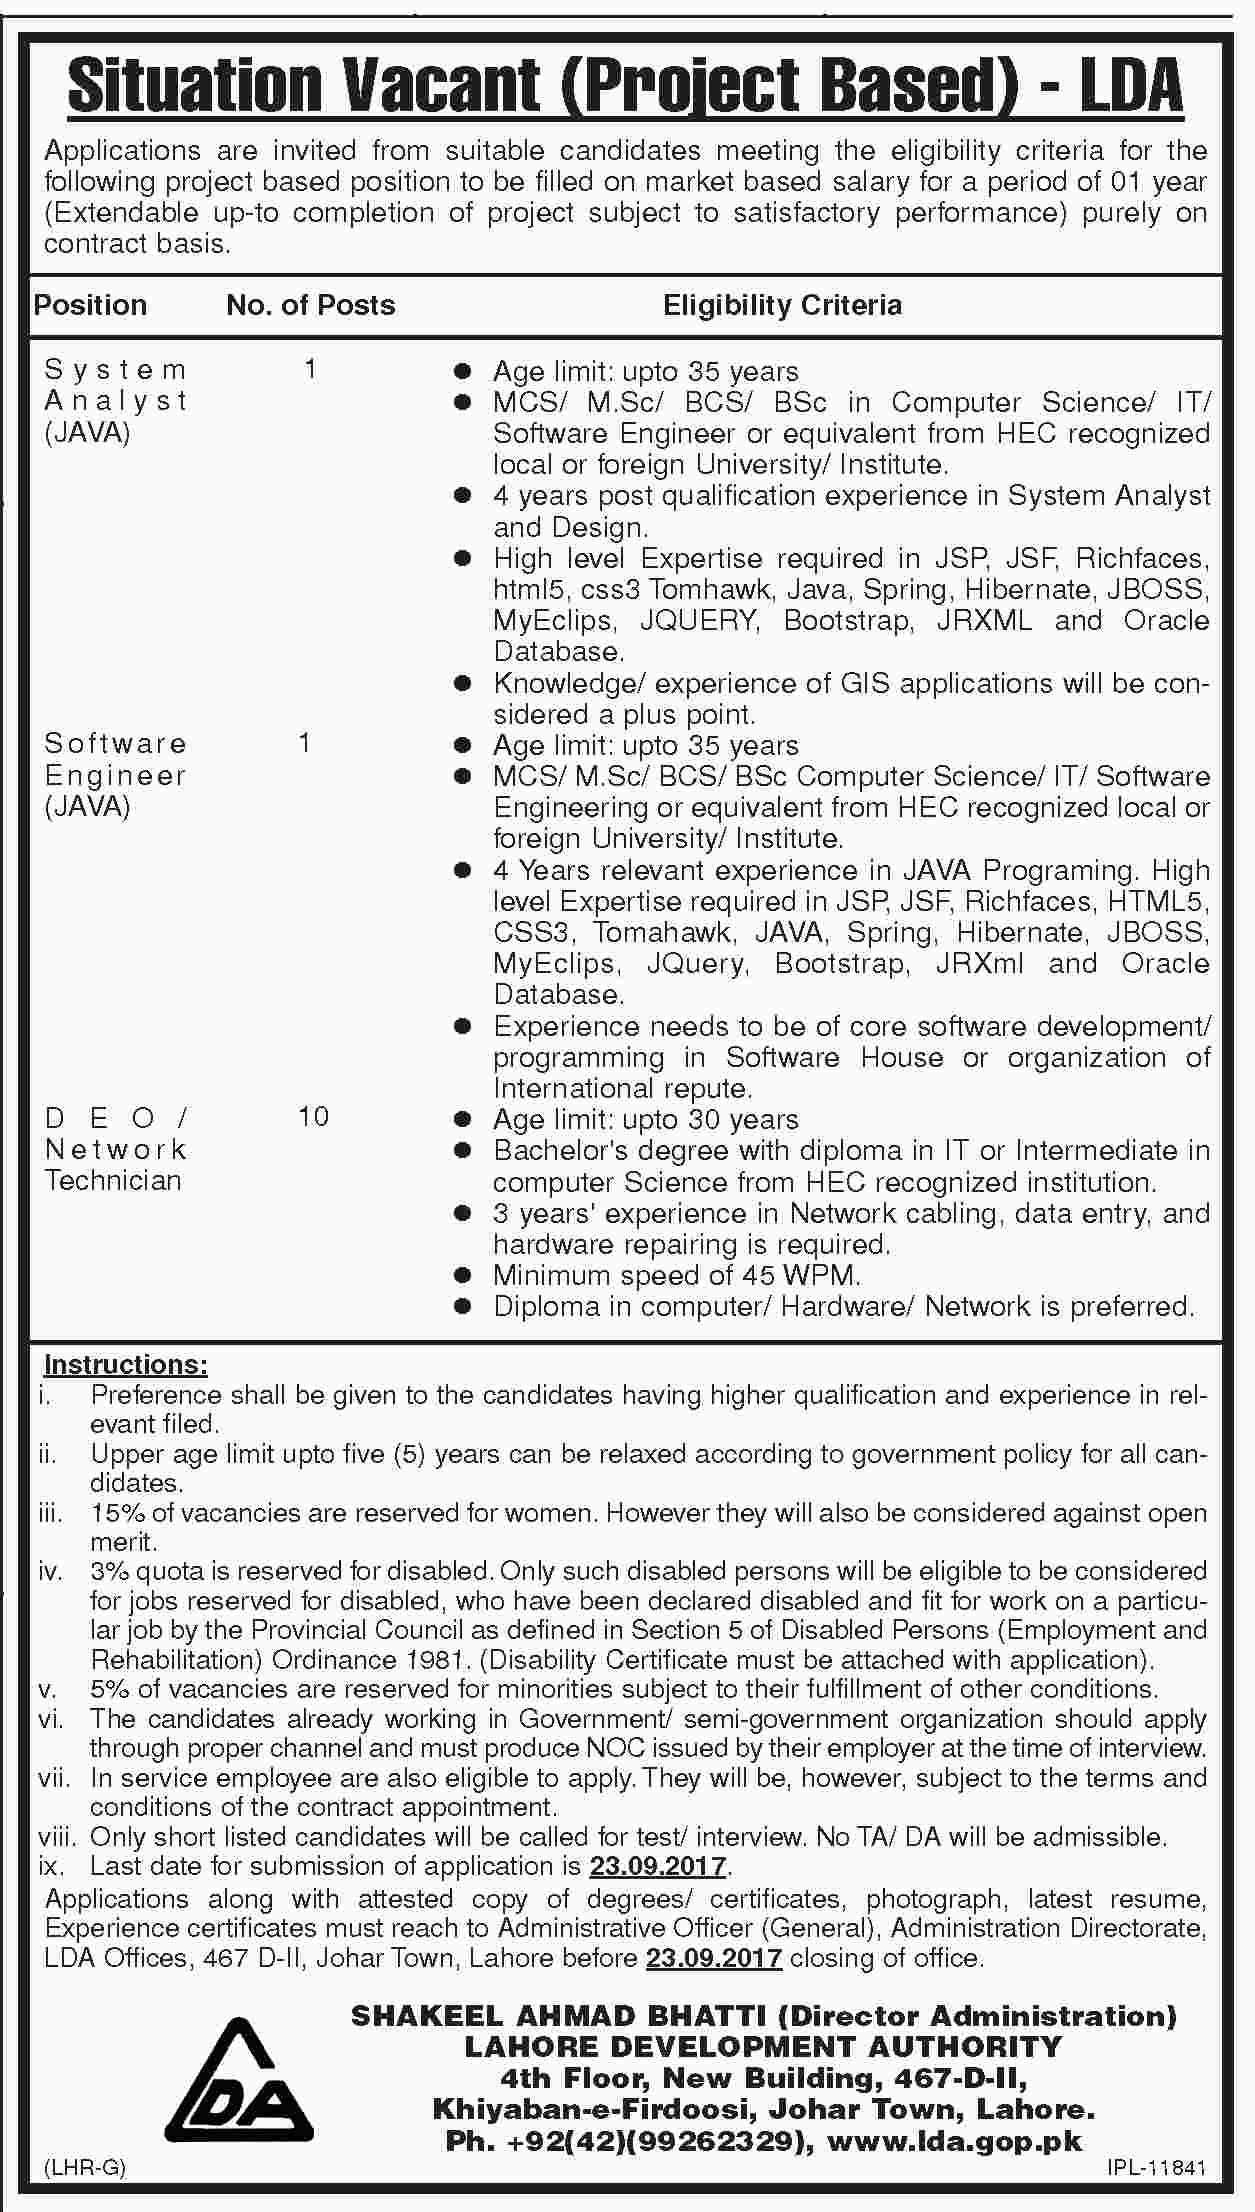 Situation Vacant (Project Based) - LDA
Applications are invited from suitable candidates meeting the eligibility criteria for the
following project based position to be filled on market based salary for a period of 01 year
(Extendable up-to completion of project subject to satisfactory performance) purely on
contract basis.
Position No. of Posts Eligibility Criteria
System 1 ● Age limit: upto 35 years
Analyst ● MCS/ M.Sc/ BCS/ BSc in Computer Science/ IT/
(JAVA) Software Engineer or equivalent from HEC recognized
local or foreign University/ Institute.
● 4 years post qualification experience in System Analyst
and Design.
● High level Expertise required in JSP, JSF, Richfaces,
html5, css3 Tomhawk, Java, Spring, Hibernate, JBOSS,
MyEclips, JQUERY, Bootstrap, JRXML and Oracle
Database.
● Knowledge/ experience of GIS applications will be con-
sidered a plus point.
Software 1 ● Age limit: upto 35 years
Engineer ● MCS/ M.Sc/ BCS/ BSc Computer Science/ IT/ Software
(JAVA) Engineering or equivalent from HEC recognized local or
foreign University/ Institute.
● 4 Years relevant experience in JAVA Programing. High
level Expertise required in JSP, JSF, Richfaces, HTML5,
CSS3, Tomahawk, JAVA, Spring, Hibernate, JBOSS,
MyEclips, JQuery, Bootstrap, JRXml and Oracle
Database.
● Experience needs to be of core software development/
programming in Software House or organization of
International repute.
DEO/ 10 ● Age limit: upto 30 years
Network ● Bachelor's degree with diploma in IT or Intermediate in
Technician computer Science from HEC recognized institution.
● 3 years' experience in Network cabling, data entry, and
hardware repairing is required.
● Minimum speed of 45 WPM.
● Diploma in computer/ Hardware/ Network is preferred.
Instructions:
i. Preference shall be given to the candidates having higher qualification and experience in rel-
evant filed.
ii. Upper age limit upto five (5) years can be relaxed according to government policy for all can-
didates.
iii. 15% of vacancies are reserved for women. However they will also be considered against open
merit.
iv. 3% quota is reserved for disabled. Only such disabled persons will be eligible to be considered
for jobs reserved for disabled, who have been declared disabled and fit for work on a particu-
lar job by the Provincial Council as defined in Section 5 of Disabled Persons (Employment and
Rehabilitation) Ordinance 1981. (Disability Certificate must be attached with application).
v. 5% of vacancies are reserved for minorities subject to their fulfillment of other conditions.
vi. The candidates already working in Government/ semi-government organization should apply
through proper channel and must produce NOC issued by their employer at the time of interview.
vii. In service employee are also eligible to apply. They will be, however, subject to the terms and
conditions of the contract appointment.
viii. Only short listed candidates will be called for test/ interview. No TA/ DA will be admissible.
ix. Last date for submission of application is 23.09.2017.
Applications along with attested copy of degrees/ certificates, photograph, latest resume,
Experience certificates must reach to Administrative Officer (General), Administration Directorate,
LDA Offices, 467 D-II, Johar Town, Lahore before 23.09.2017 closing of office.
SHAKEEL AHMAD BHATTI (Director Administration)
LAHORE DEVELOPMENT AUTHORITY
4th Floor, New Building, 467-D-II,
Khiyaban-e-Firdoosi, Johar Town, Lahore.
Ph. +92(42)(99262329), www.lda.gop.pk
LDA
(LHR-G) IPL-11841